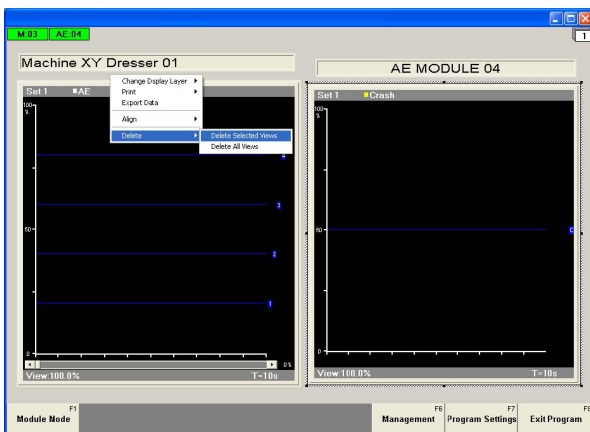 M:03 AE:04
1
Machine XY Dresser 01
AE MODULE 04
Set 1 AE
Change Dsplay Layer
Print
Export Data
Align
Delete
Delete Selected Views
Delete All Views
100
%
4
3
50
2
1
0
0%
View:100.0% T=10s
Set 1 Crash
100
%
50
C
0
View:100.0% T=10s
F1
Module Mode
F6
Management
F7
Program Settings
F8
Exit Program